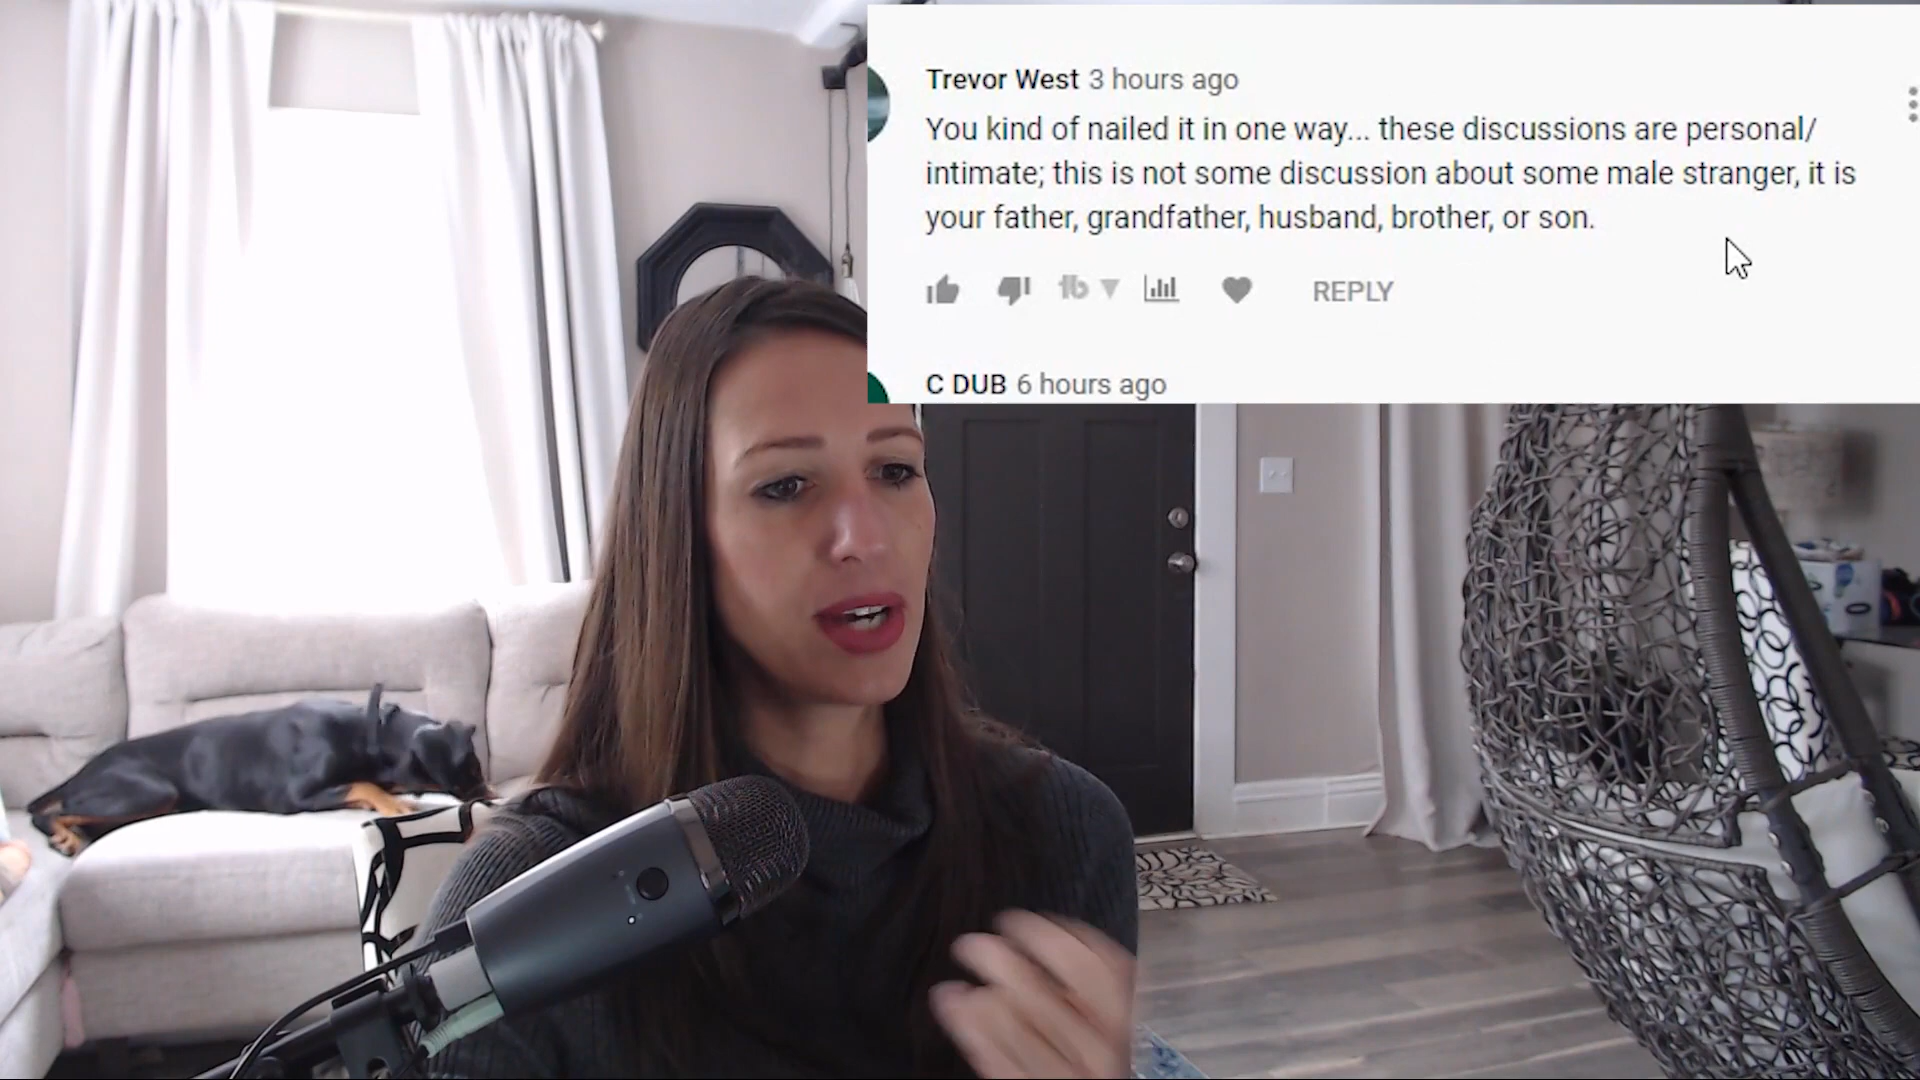 Trevor West 3 hours ago
You kind of nailed it in one way... these discussions are personal/
intimate; this is not some discussion about some male stranger, it is
your father, grandfather, husband, brother, or son.
REPLY
C DUB 6 hours ago